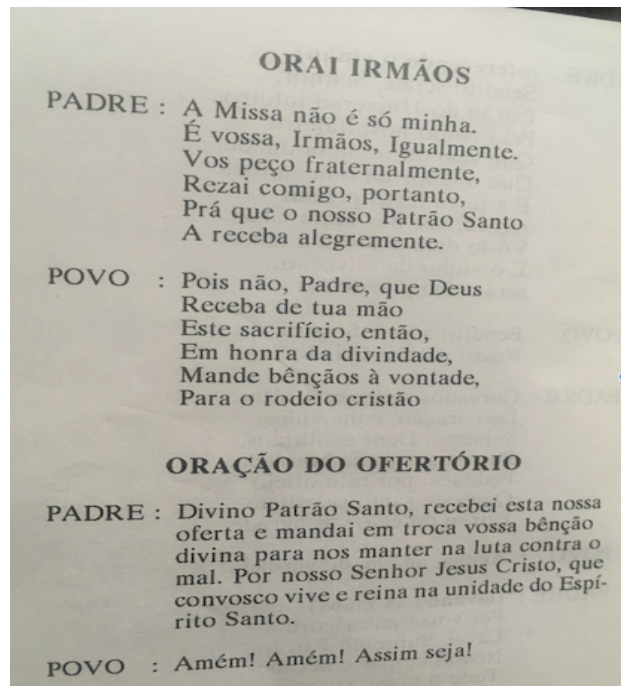 ORAI IRMÃOS
PADRE : A Missa não é só minha.
É vossa, Irmãos, Igualmente.
Vos peço fraternalmente,
Rezai comigo, portanto,
Prá que o nosso Patrão Santo
A receba alegremente.
POVO : Pois não, Padre, que Deus
Receba de tua mão
Este sacrifício, então,
Em honra da divindade,
Mande bênçãos à vontade,
Para o rodeio cristão
ORAÇÃO DO OFERTÓRIO
PADRE : Divino Patrão Santo, recebei esta nossa
oferta e mandai em troca vossa bênção
divina para nos manter na luta contra o
mal. Por nosso Senhor Jesus Cristo, que
convosco vive e reina na unidade do Espí-
rito Santo.
POVO : Amém! Amém! Assim seja!